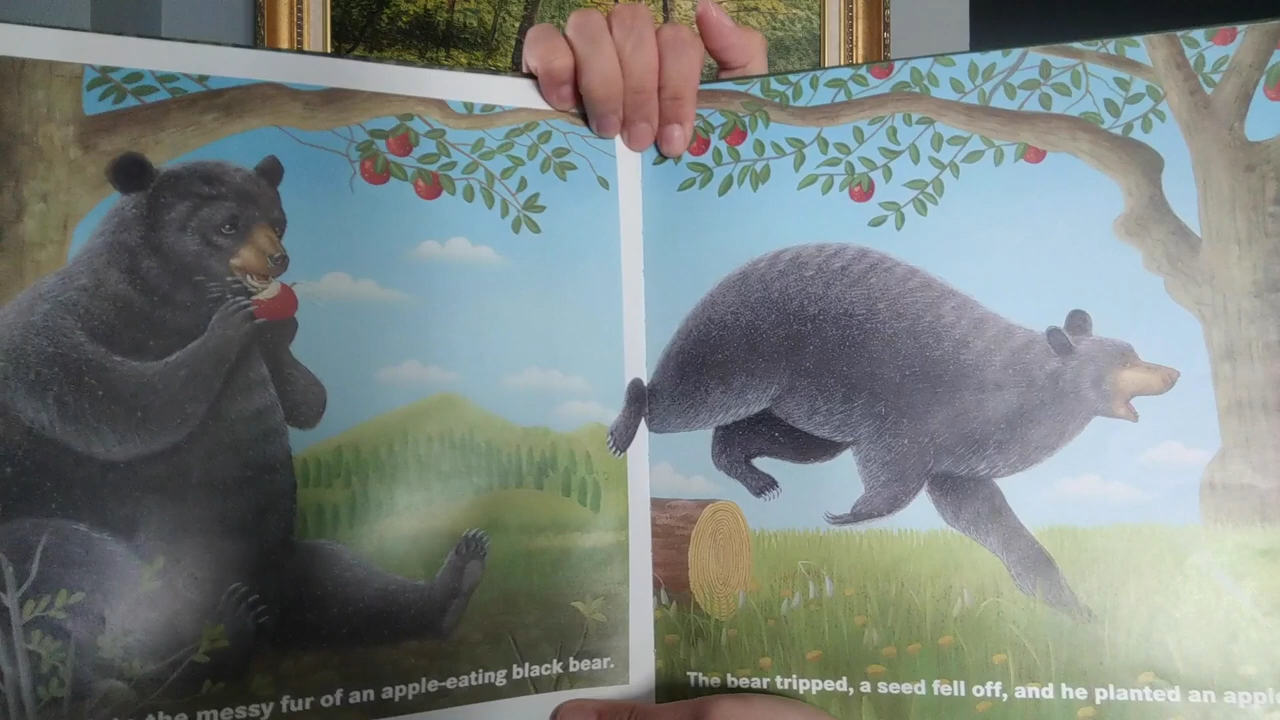 the messy fur of an apple-eating black bear.
The bear tripped, a seed fell off, and he planted an apple